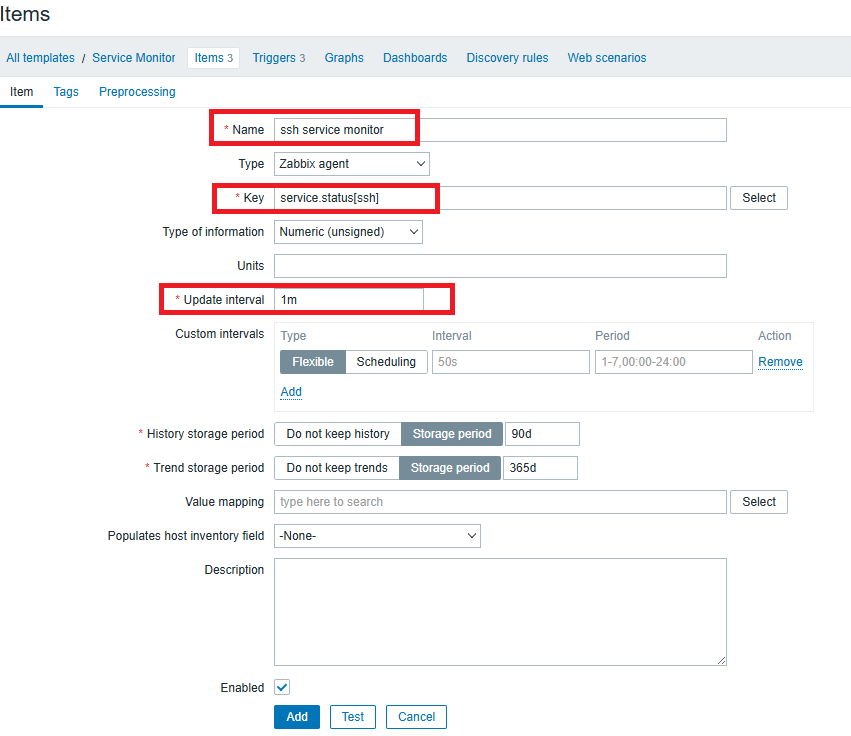 Items
All templates / Service Monitor Items 3 Triggers 3 Graphs Dashboards Discovery rules Web scenarios
Item Tags Preprocessing
* Name ssh service monitor
Type Zabbix agent
* Key service.status[ssh] Select
Type of information Numeric (unsigned)
Units
* Update interval 1m
Custom intervals Type Interval Period Action
Flexible Scheduling 50s 1-7,00:00-24:00 Remove
Add
* History storage period Do not keep history Storage period 90d
* Trend storage period Do not keep trends Storage period 365d
Value mapping type here to search Select
Populates host inventory field -None-
Description
Enabled
Add Test Cancel